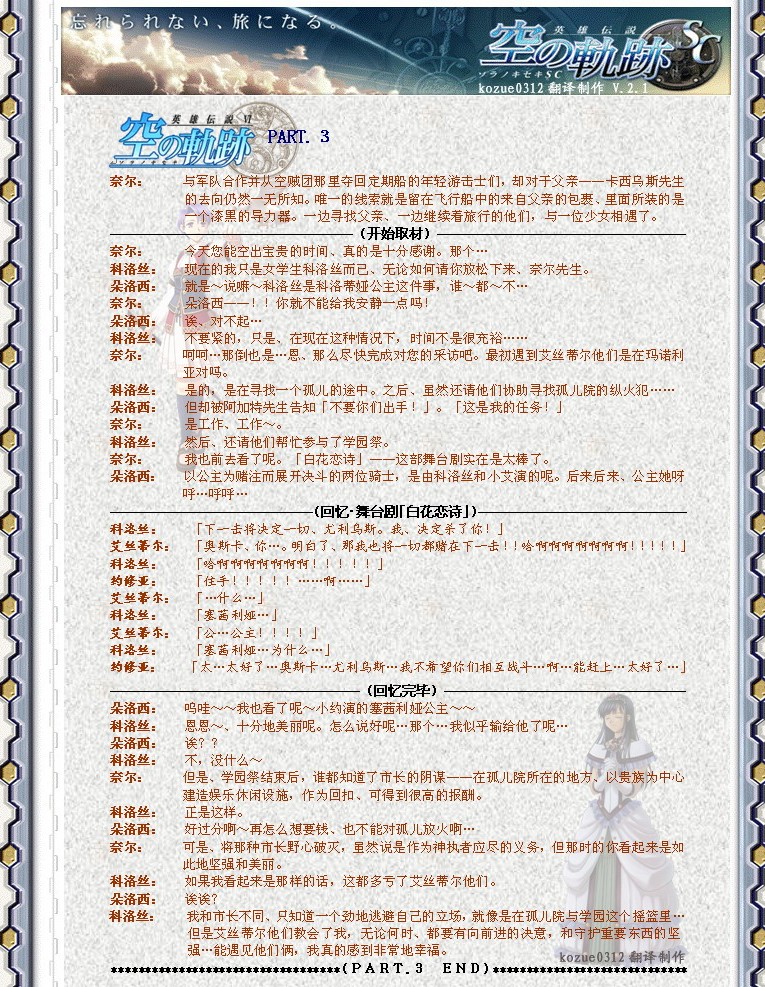 忘れられない、旅になる。
英雄伝説
空の軌跡SC
ソラノキセキSC
kozue0312 翻译制作 V.2.1
英雄伝説VI
空の軌跡
PART. 3
奈尔： 与军队合作并从空贼团那里夺回定期船的年轻游击士们，却对于父亲——卡西乌斯先生
的去向仍然一无所知。唯一的线索就是留在飞行船中的来自父亲的包裹、里面所装的是
一个漆黑的导力器。一边寻找父亲、一边继续着旅行的他们，与一位少女相遇了。
（开始取材）
奈尔： 今天您能空出宝贵的时间、真的是十分感谢。那个…
科洛丝： 现在的我只是女学生科洛丝而已、无论如何请你放松下来、奈尔先生。
朵洛西： 就是～说嘛～科洛丝是科洛蒂娅公主这件事，谁～都～不…
奈尔： 朵洛西——！！你就不能给我安静一点吗！
朵洛西： 诶、对不起…
科洛丝： 不要紧的，只是、在现在这种情况下，时间不是很充裕……
奈尔： 呵呵…那倒也是…恩、那么尽快完成对您的采访吧。最初遇到艾丝蒂尔他们是在玛诺利
亚对吗。
科洛丝： 是的，是在寻找一个孤儿的途中。之后、虽然还请他们协助寻找孤儿院的纵火犯……
朵洛西： 但却被阿加特先生告知「不要你们出手！」。「这是我的任务！」
奈尔： 是工作、工作～。
科洛丝： 然后、还请他们帮忙参与了学园祭。
奈尔： 我也前去看了呢。「白花恋诗」——这部舞台剧实在是太棒了。
朵洛西： 以公主为赌注而展开决斗的两位骑士，是由科洛丝和小艾演的呢。后来后来、公主她呀
呼…呼呼…
（回忆·舞台剧「白花恋诗」）
科洛丝： 「下一击将决定一切、尤利乌斯。我、决定杀了你！」
艾丝蒂尔： 「奥斯卡、你…。明白了、那我也将一切都赌在下一击！！哈啊啊啊啊啊啊啊！！！！！」
科洛丝： 「哈啊啊啊啊啊啊啊！！！！！！」
约修亚： 「住手！！！！！……啊……」
艾丝蒂尔： 「…什么…」
科洛丝： 「塞茜利娅…」
艾丝蒂尔： 「公…公主！！！！」
科洛丝： 「塞茜利娅…为什么…」
约修亚： 「太…太好了…奥斯卡…尤利乌斯…我不希望你们相互战斗…啊…能赶上…太好了…」
（回忆完毕）
朵洛西： 呜哇～～我也看了呢～小约演的塞茜利娅公主～～
科洛丝： 恩恩～、十分地美丽呢。怎么说好呢…那个…我似乎输给他了呢…
朵洛西： 诶？？
科洛丝： 不，没什么～
奈尔： 但是、学园祭结束后，谁都知道了市长的阴谋——在孤儿院所在的地方、以贵族为中心
建造娱乐休闲设施，作为回扣、可得到很高的报酬。
科洛丝： 正是这样。
朵洛西： 好过分啊～再怎么想要钱、也不能对孤儿放火啊…
奈尔： 可是、将那种市长野心破灭，虽然说是作为神执者应尽的义务，但那时的你看起来是如
此地坚强和美丽。
科洛丝： 如果我看起来是那样的话，这都多亏了艾丝蒂尔他们。
朵洛西： 诶诶？
科洛丝： 我和市长不同、只知道一个劲地逃避自己的立场，就像是在孤儿院与学园这个摇篮里…
但是艾丝蒂尔他们教会了我，无论何时、都要有向前进的决意，和守护重要东西的坚
强…能遇见他们俩，我真的感到非常地幸福。
kozue0312 翻译制作
**********************************(PART.3 END)*****************************